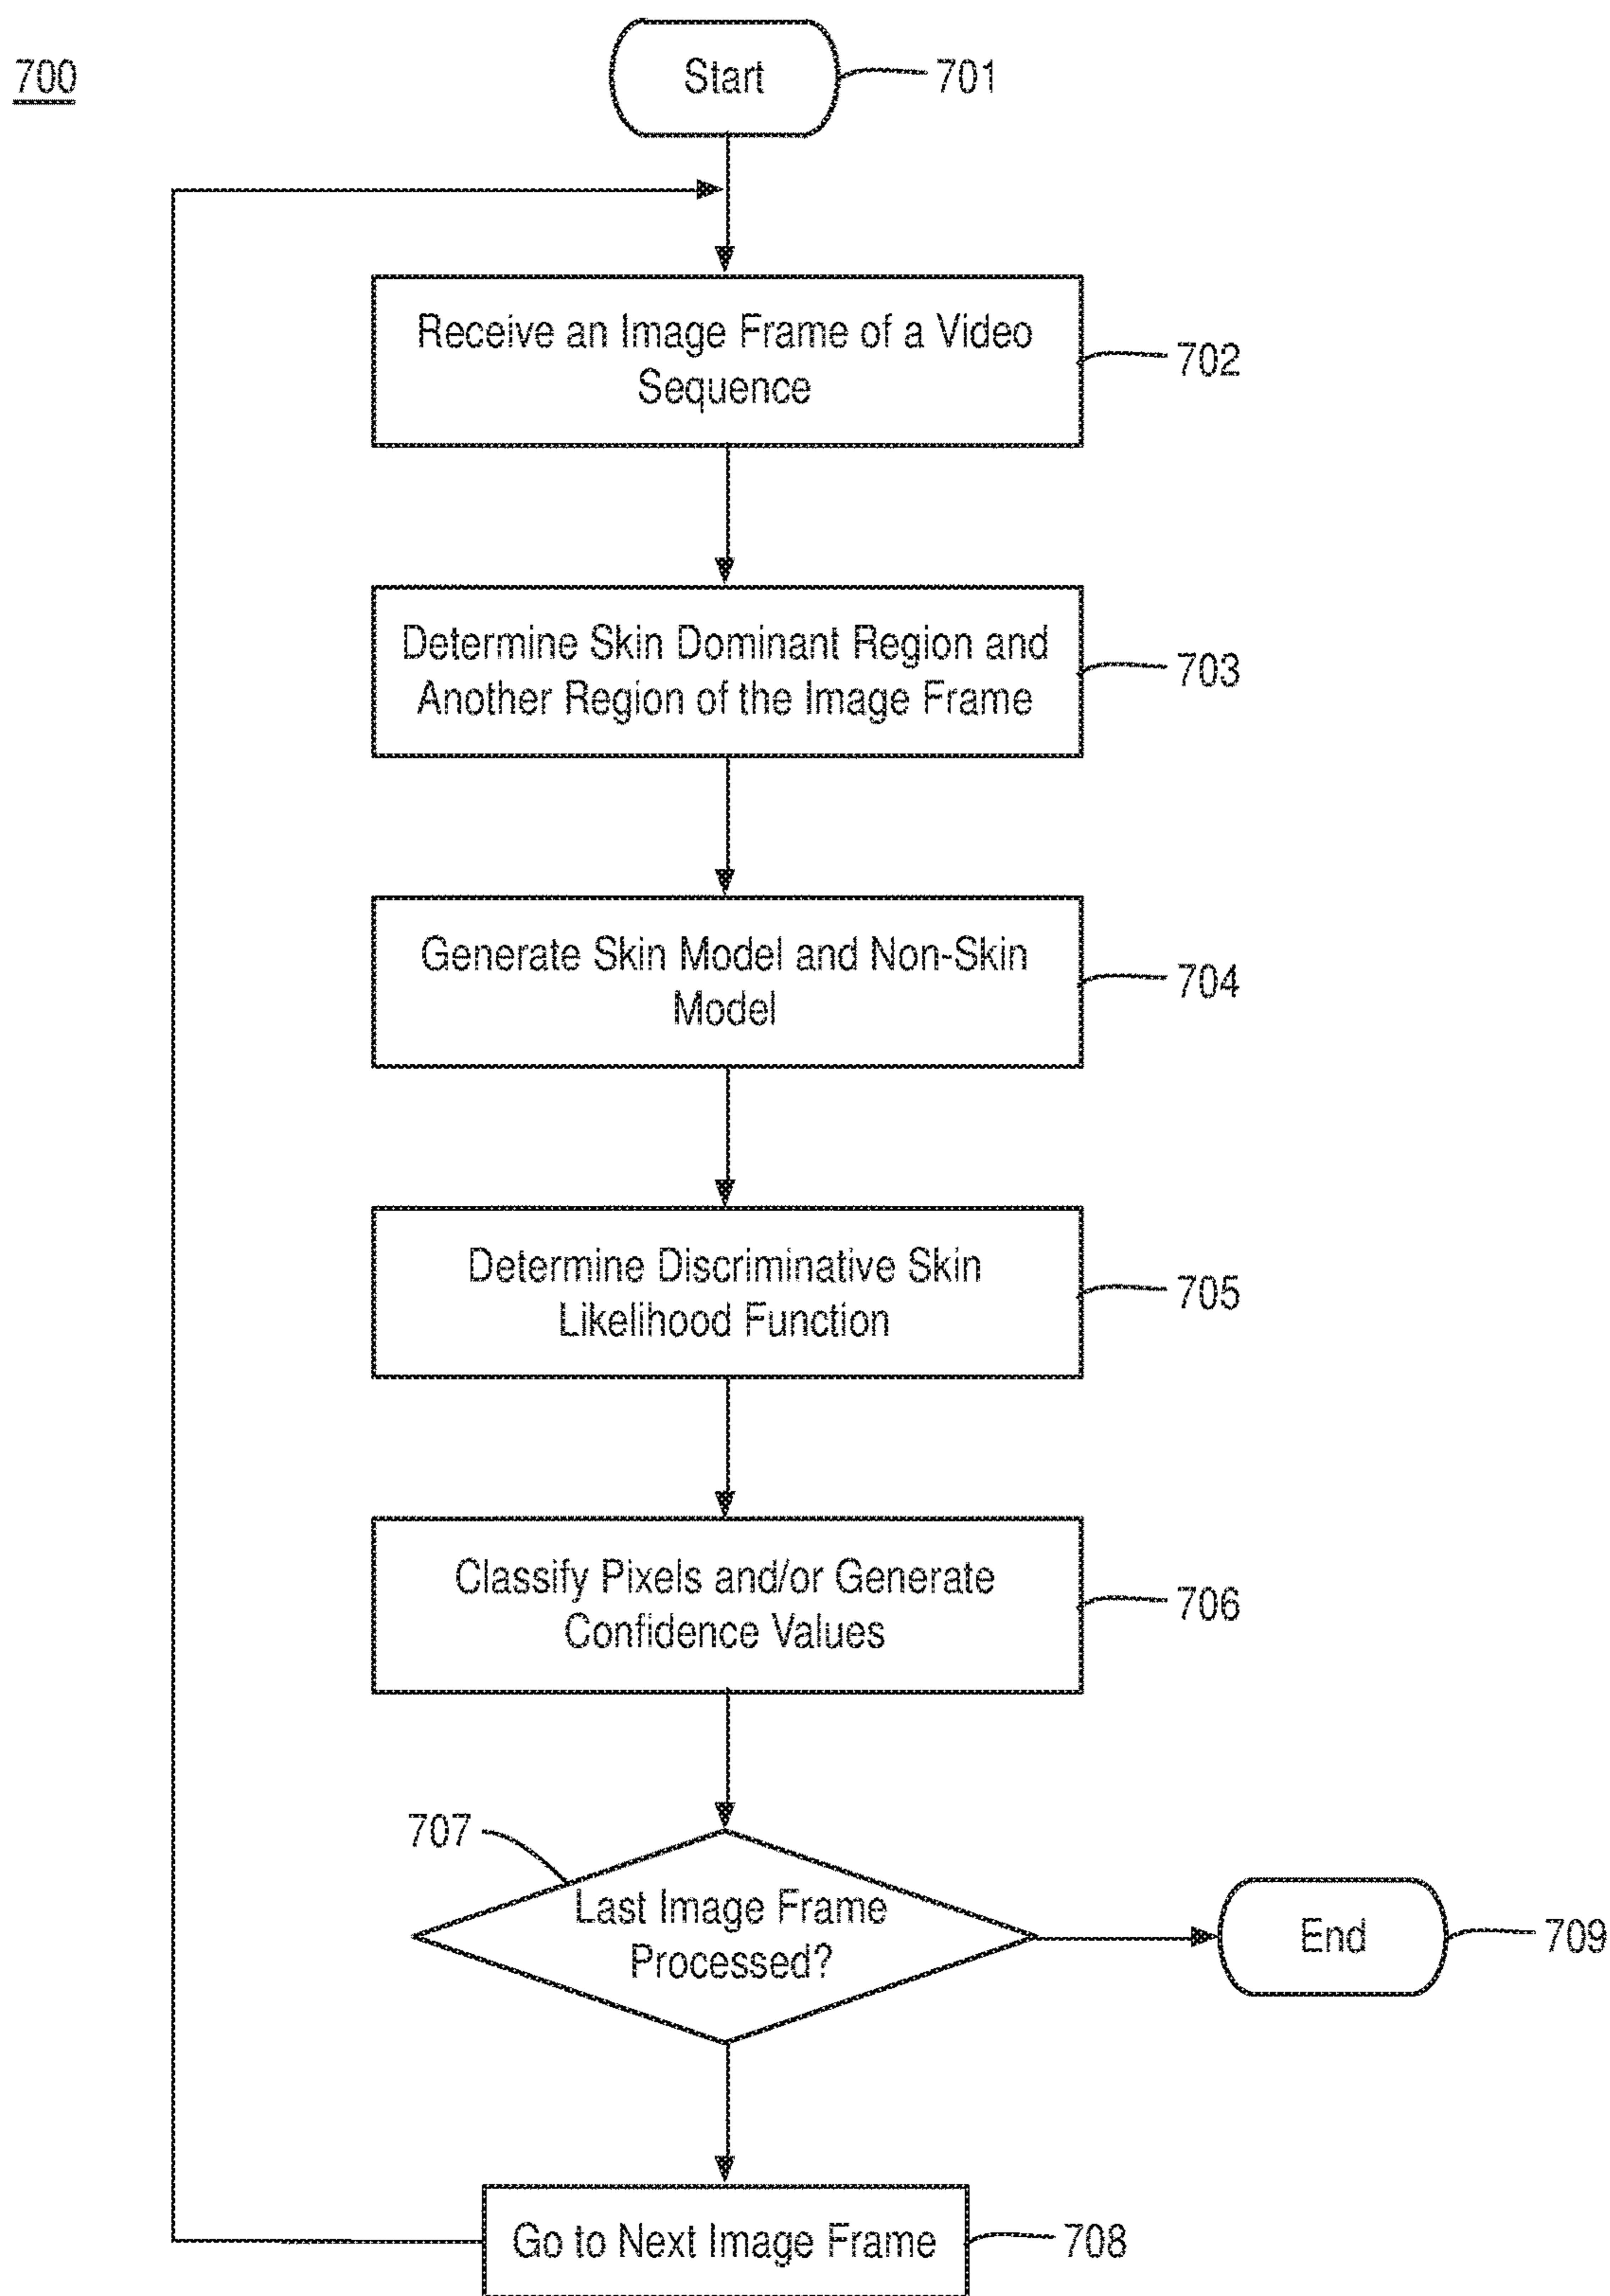 700
Start
701
Receive an Image Frame of a Video
Sequence
702
Determine Skin Dominant Region and
Another Region of the Image Frame
703
Generate Skin Model and Non-Skin
Model
704
Determine Discriminative Skin
Likelihood Function
705
Classify Pixels and/or Generate
Confidence Values
706
707
Last Image Frame
Processed?
End
709
Go to Next Image Frame
708